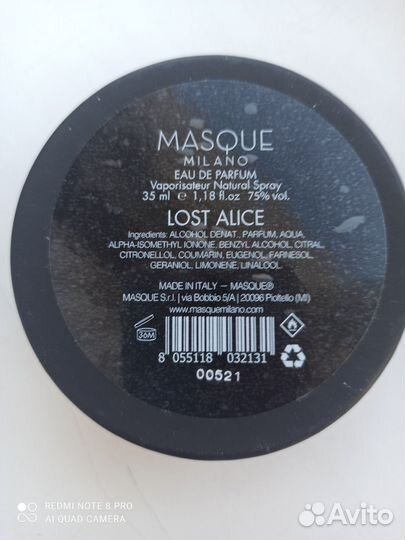 MASQUE
MILANO
EAU DE PARFUM
Vaporisateur Natural Spray
35 ml ℮ 1,18 fl.oz 75% vol.
LOST ALICE
Ingredients: ALCOHOL DENAT., PARFUM, AQUA,
ALPHA-ISOMETHYL IONONE, BENZYL ALCOHOL, CITRAL,
CITRONELLOL, COUMARIN, EUGENOL, FARNESOL,
GERANIOL, LIMONENE, LINALOOL.
MADE IN ITALY – MASQUE®
MASQUE S.r.l. | via Bobbio 5/A | 20096 Pioltello (MI)
www.masquemilano.com
36M
8 055118 032131
00521
REDMI NOTE 8 PRO
AI QUAD CAMERA
Avito